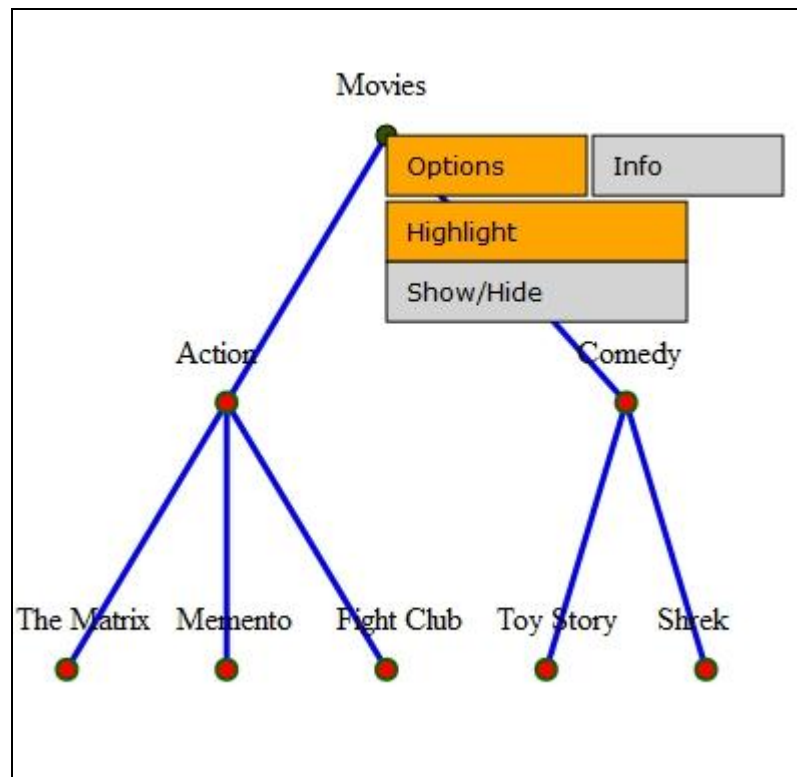 Movies
Options
Info
Highlight
Show/Hide
Action
Comedy
The Matrix
Memento
Fight Club
Toy Story
Shrek